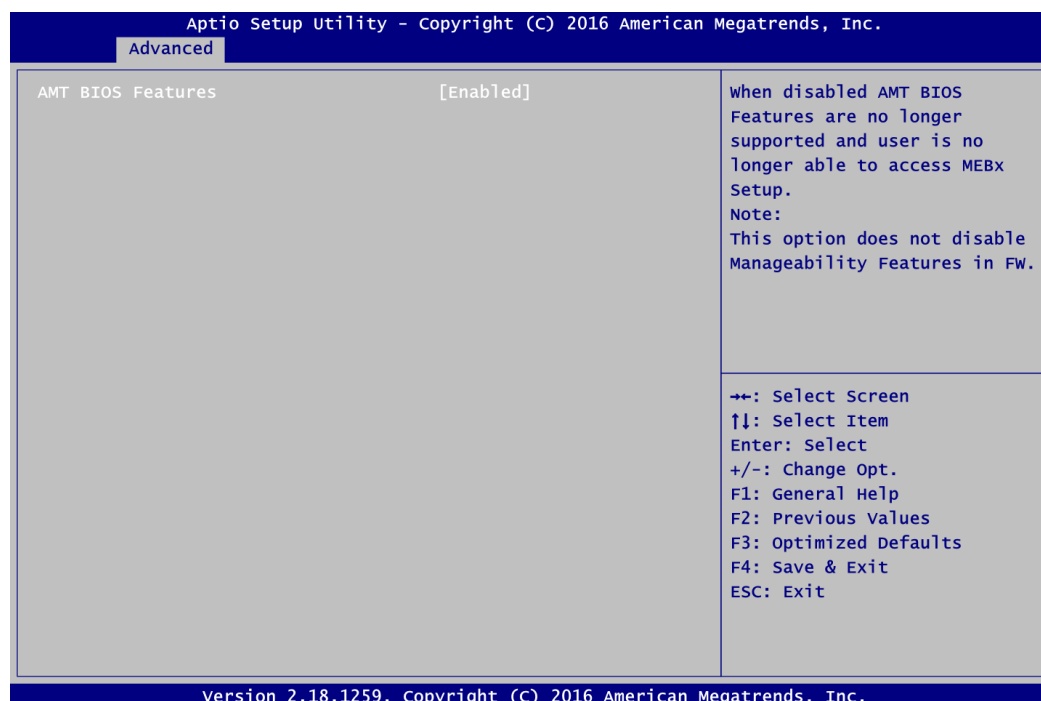 Aptio Setup Utility – Copyright (C) 2016 American Megatrends, Inc.
Advanced
AMT BIOS Features [Enabled]
When disabled AMT BIOS
Features are no longer
supported and user is no
longer able to access MEBx
Setup.
Note:
This option does not disable
Manageability Features in FW.
→←: Select Screen
↑↓: Select Item
Enter: Select
+/-: Change Opt.
F1: General Help
F2: Previous Values
F3: Optimized Defaults
F4: Save & Exit
ESC: Exit
Version 2.18.1259. Copyright (C) 2016 American Megatrends, Inc.